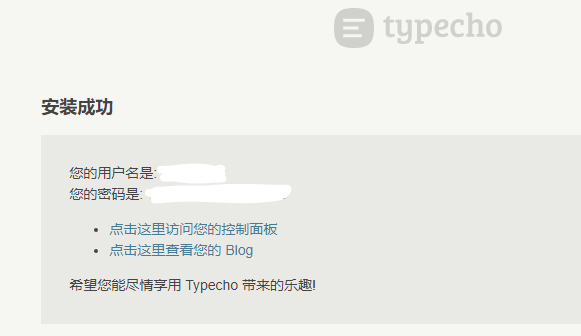 typecho
安装成功
您的用户名是:
您的密码是:
点击这里访问您的控制面板
点击这里查看您的 Blog
希望您能尽情享用 Typecho 带来的乐趣!